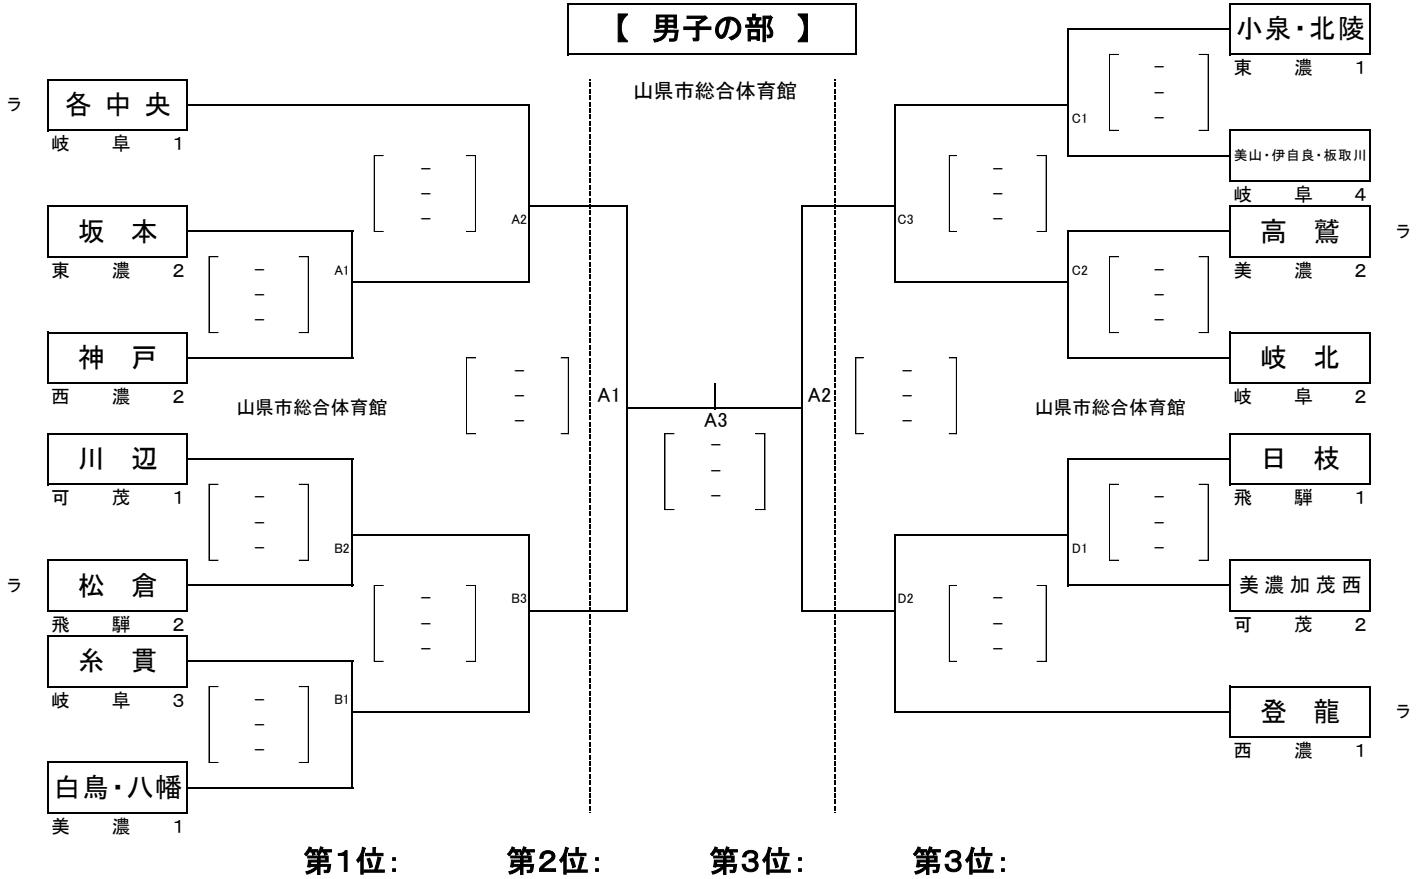 【 男子の部 】
山県市総合体育館
ラ
各中央
岐阜1
坂本
東濃2
神戸
西濃2
山県市総合体育館
川辺
可茂1
ラ
松倉
飛騨2
糸貫
岐阜3
白鳥・八幡
美濃1
A1
A2
B2
B1
B3
A1
A3
A2
C3
C1
C2
D1
D2
小泉・北陵
東濃1
美山・伊自良・板取川
岐阜4
高鷲
ラ
美濃2
岐北
岐阜2
山県市総合体育館
日枝
飛騨1
美濃加茂西
可茂2
登龍
ラ
西濃1
第1位: 第2位: 第3位: 第3位: